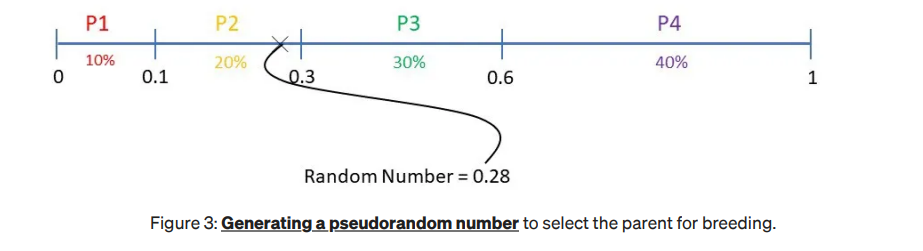 P1 P2 P3 P4
10% 20% 30% 40%
0 0.1 0.3 0.6 1
Random Number = 0.28
Figure 3: Generating a pseudorandom number to select the parent for breeding.